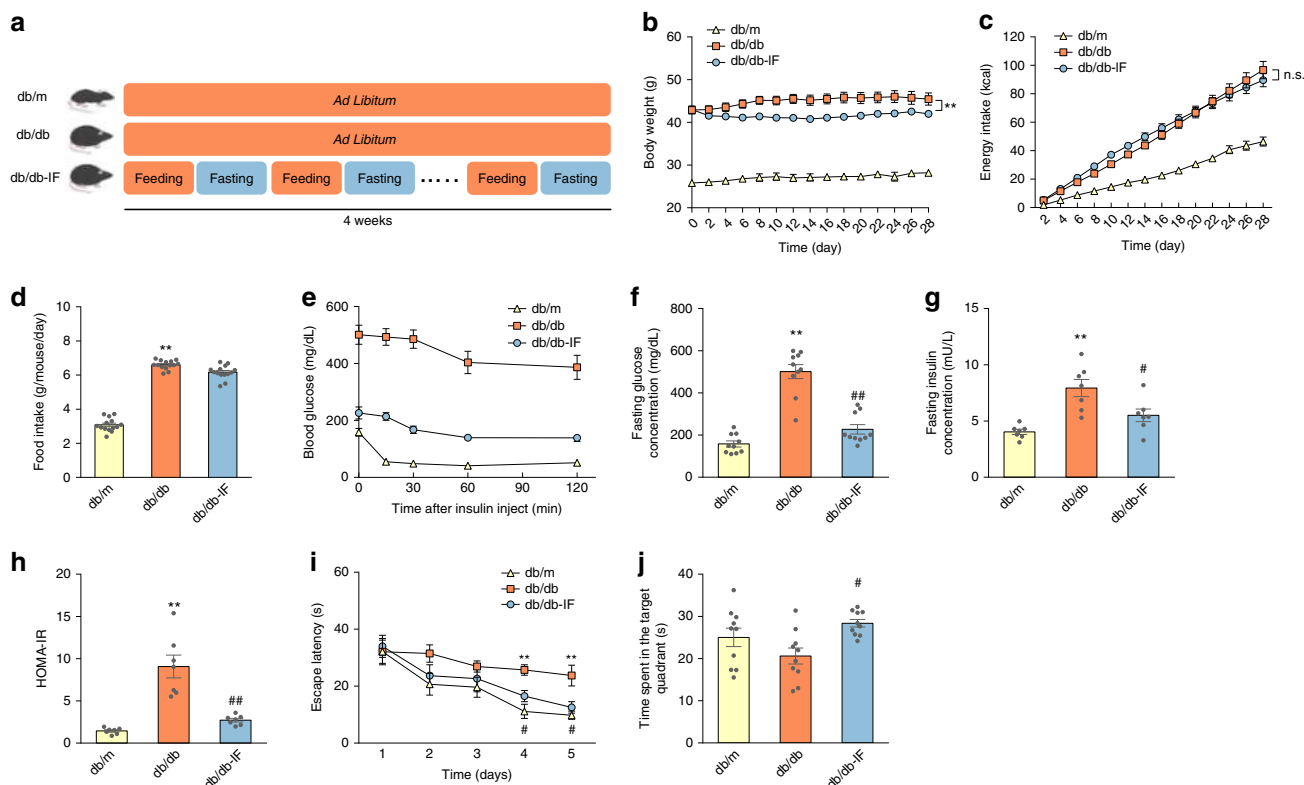 a
db/m
Ad Libitum
db/db
Ad Libitum
db/db-IF
Feeding Fasting Feeding Fasting ..... Feeding Fasting
4 weeks
b
db/m
db/db
db/db-IF
Body weight (g)
60
50
40
30
20
**
0 2 4 6 8 10 12 14 16 18 20 22 24 26 28
Time (day)
c
db/m
db/db
db/db-IF
Energy intake (kcal)
120
100
80
60
40
20
0
n.s.
2 4 6 8 10 12 14 16 18 20 22 24 26 28
Time (day)
d
Food intake (g/mouse/day)
10
8
6
4
2
0
**
db/m db/db db/db-IF
e
db/m
db/db
db/db-IF
Blood glucose (mg/dL)
600
400
200
0
0 30 60 90 120
Time after insulin inject (min)
f
Fasting glucose
concentration (mg/dL)
800
600
400
200
0
**
##
db/m db/db db/db-IF
g
Fasting insulin
concentration (mU/L)
15
10
5
0
**
#
db/m db/db db/db-IF
h
HOMA-IR
20
15
10
5
0
**
##
db/m db/db db/db-IF
i
db/m
db/db
db/db-IF
Escape latency (s)
60
40
20
0
** **
# #
1 2 3 4 5
Time (days)
j
Time spent in the target
quadrant (s)
40
30
20
10
0
#
db/m db/db db/db-IF